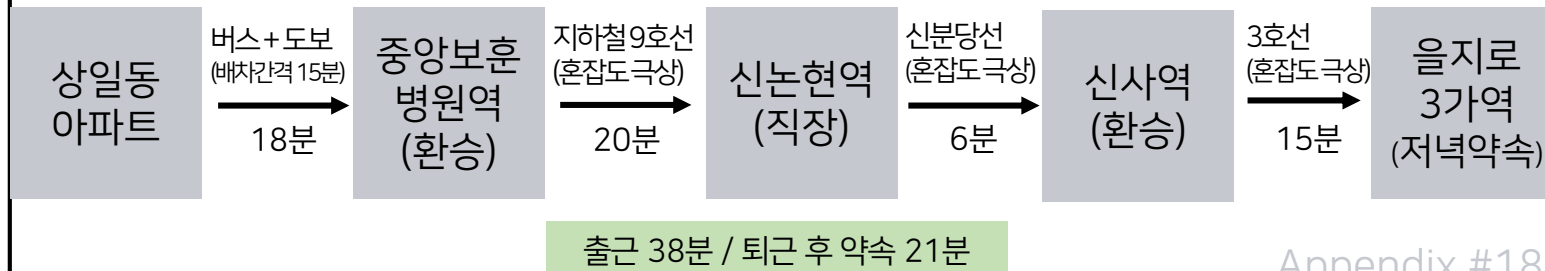 상일동
아파트
버스+도보
(배차간격 15분)
18분
중앙보훈
병원역
(환승)
지하철 9호선
(혼잡도 극상)
20분
신논현역
(직장)
신분당선
(혼잡도 극상)
6분
신사역
(환승)
3호선
(혼잡도 극상)
15분
을지로
3가역
(저녁약속)
출근 38분 / 퇴근 후 약속 21분
Appendix #18